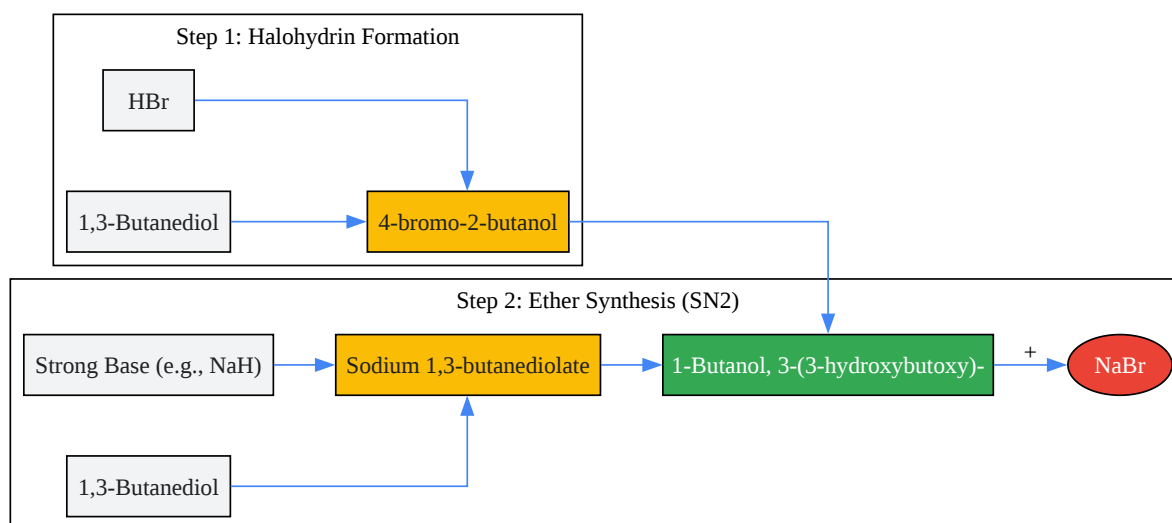 Step 1: Halohydrin Formation
HBr
1,3-Butanediol
4-bromo-2-butanol
Step 2: Ether Synthesis (SN2)
Strong Base (e.g., NaH)
Sodium 1,3-butanediolate
1-Butanol, 3-(3-hydroxybutoxy)-
+
NaBr
1,3-Butanediol